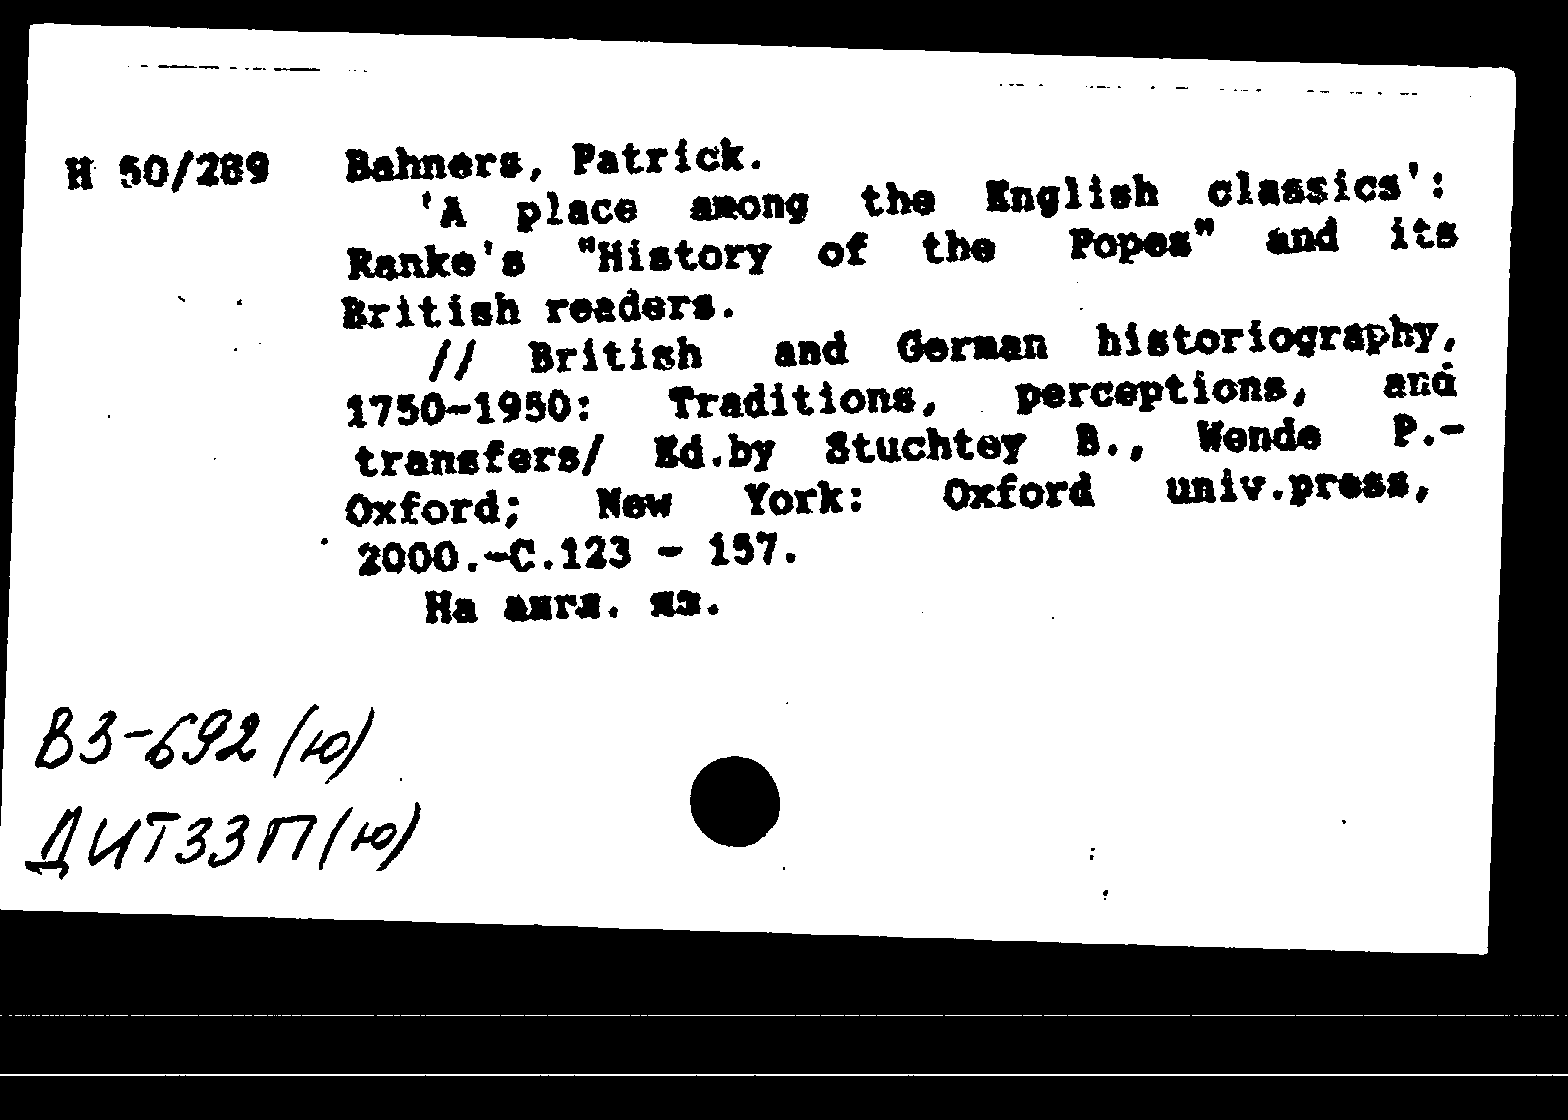 Н 50/289 Bahners, Patrick.
'A place among the English classics':
Ranke's "History of the Popes" and its
British readers.
// British and German historiography,
1750-1950: Traditions, perceptions, and
transfers/ Ed.by Stuchtey B., Wende P.-
Oxford; New York: Oxford univ.press,
2000.-С.123 - 157.
На англ. яз.
В3-692 (ю)
ДИТ33П (ю)